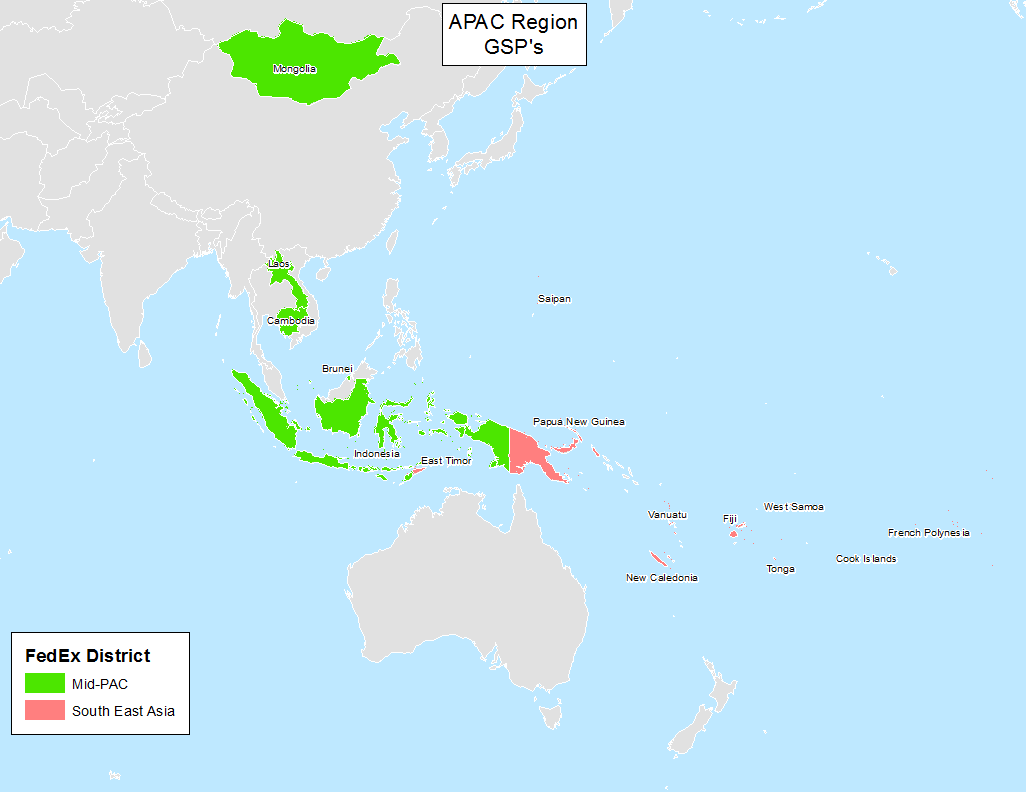 APAC Region
GSP's
Mongolia
Laos
Cambodia
Saipan
Brunei
Papua New Guinea
Indonesia
East Timor
West Samoa
Vanuatu
Fiji
French Polynesia
Cook Islands
Tonga
New Caledonia
FedEx District
Mid-PAC
South East Asia